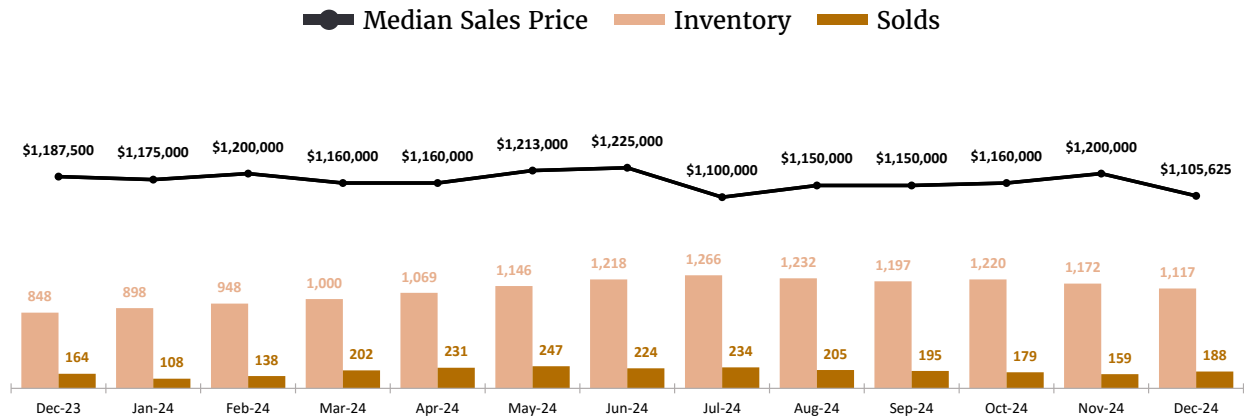 Median Sales Price Inventory Solds
$1,187,500 $1,175,000 $1,200,000 $1,160,000 $1,160,000 $1,213,000 $1,225,000 $1,100,000 $1,150,000 $1,150,000 $1,160,000 $1,200,000 $1,105,625
848 898 948 1,000 1,069 1,146 1,218 1,266 1,232 1,197 1,220 1,172 1,117
164 108 138 202 231 247 224 234 205 195 179 159 188
Dec-23 Jan-24 Feb-24 Mar-24 Apr-24 May-24 Jun-24 Jul-24 Aug-24 Sep-24 Oct-24 Nov-24 Dec-24